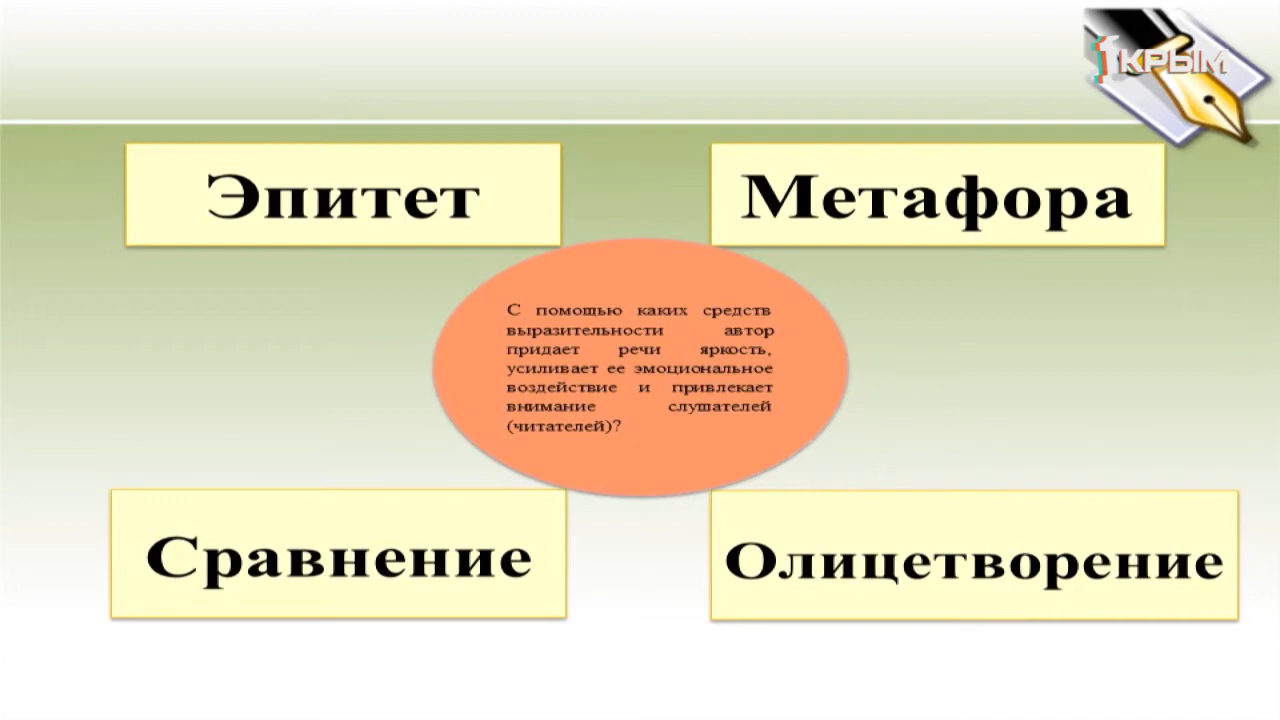 1КРЫМ
Эпитет
Метафора
С помощью каких средств
выразительности автор
придает речи яркость,
усиливает ее эмоциональное
воздействие и привлекает
внимание слушателей
(читателей)?
Сравнение
Олицетворение